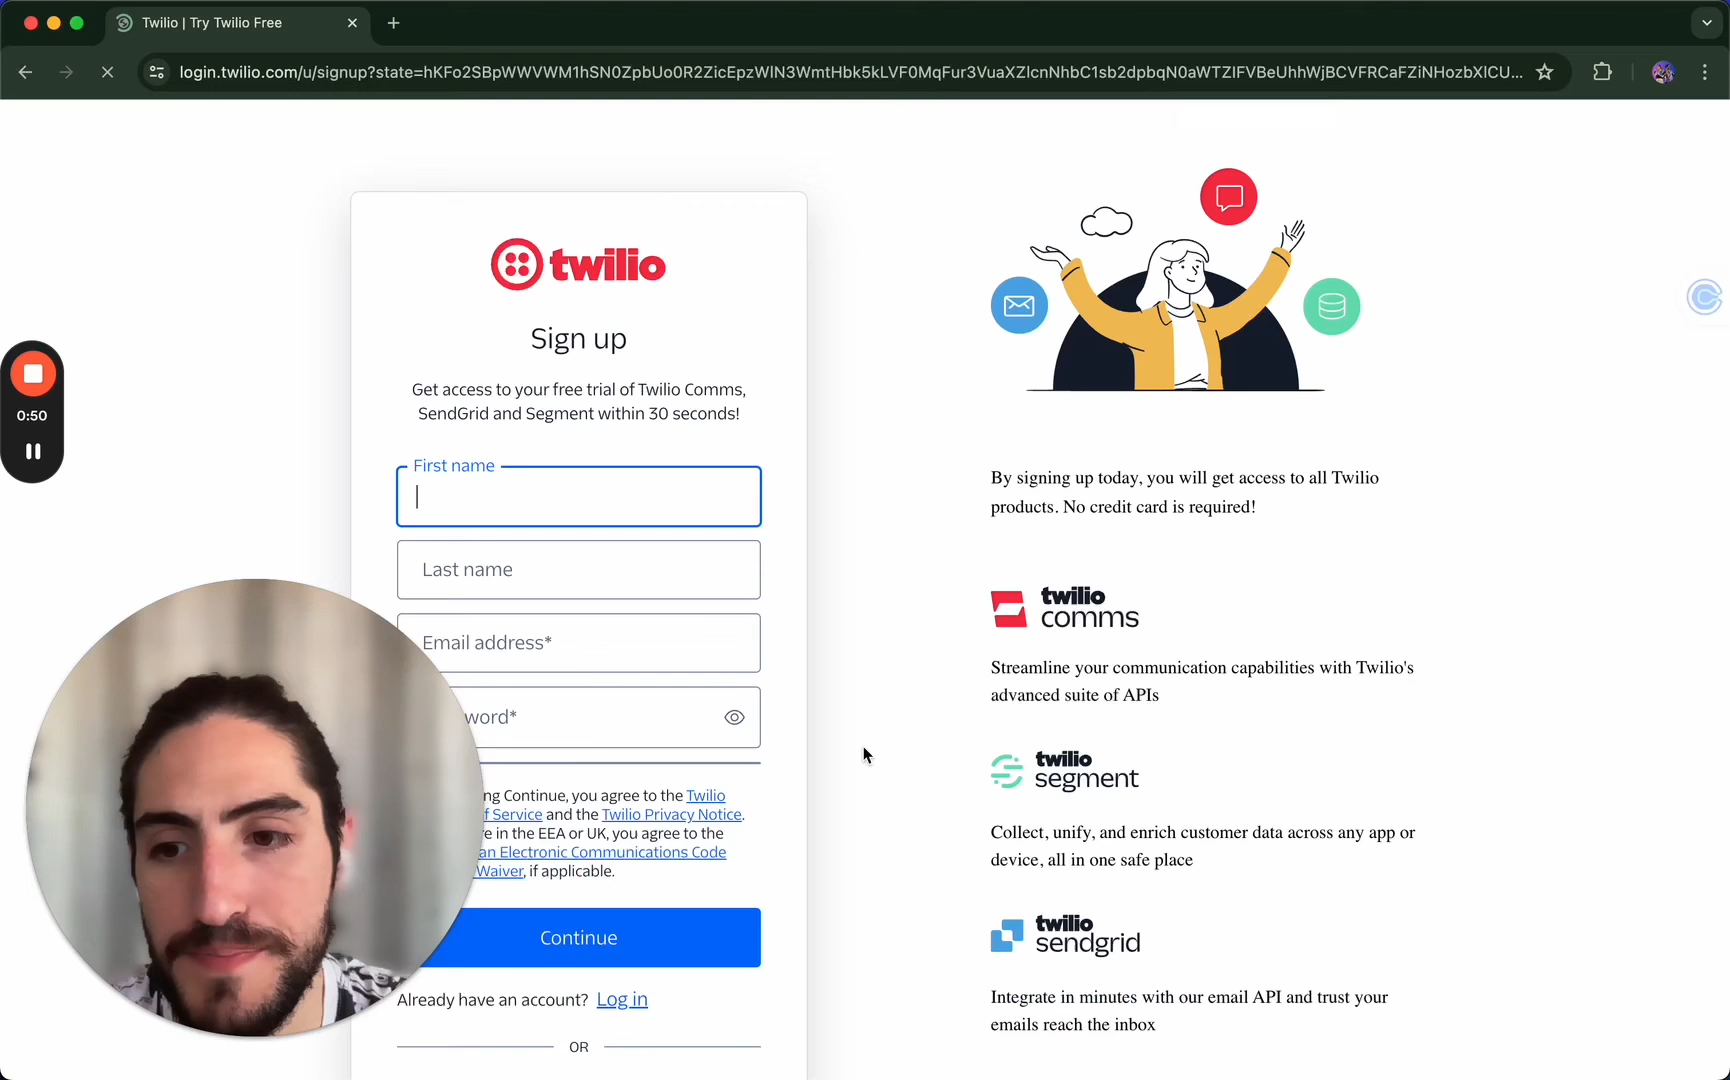 Twilio | Try Twilio Free
login.twilio.com/u/signup?state=hKFo2SBpWWVWM1hSN0ZpbUo0R2ZicEpzWlN3WmtHbk5kLVF0MqFur3VuaXZlcnNhbC1sb2dpbqN0aWTZIFVBeUhhWjBCVFRCaFZiNHozbXlCU...
twilio
Sign up
Get access to your free trial of Twilio Comms,
SendGrid and Segment within 30 seconds!
First name
Last name
Email address*
word*
ng Continue, you agree to the Twilio
f Service and the Twilio Privacy Notice.
re in the EEA or UK, you agree to the
an Electronic Communications Code
Waiver, if applicable.
Continue
Already have an account? Log in
OR
0:50
By signing up today, you will get access to all Twilio
products. No credit card is required!
twilio
comms
Streamline your communication capabilities with Twilio's
advanced suite of APIs
twilio
segment
Collect, unify, and enrich customer data across any app or
device, all in one safe place
twilio
sendgrid
Integrate in minutes with our email API and trust your
emails reach the inbox